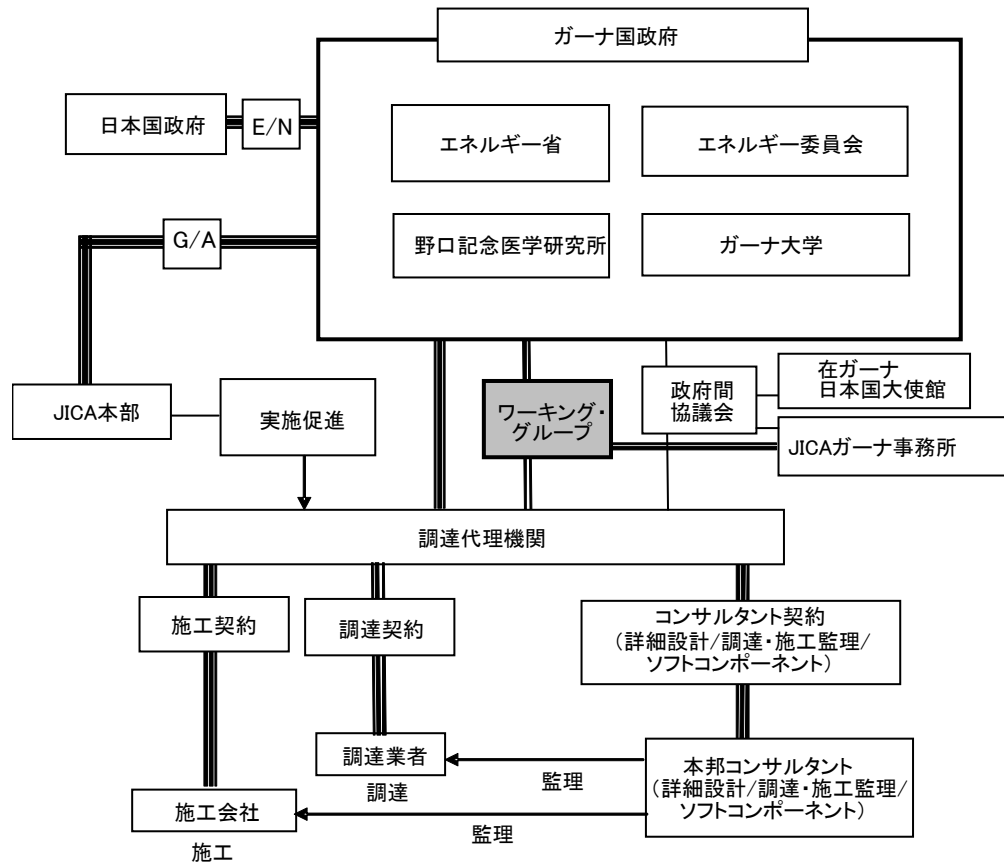 ガーナ国政府
日本国政府
E/N
エネルギー省
エネルギー委員会
G/A
野口記念医学研究所
ガーナ大学
JICA本部
実施促進
ワーキング・
グループ
政府間
協議会
在ガーナ
日本国大使館
JICAガーナ事務所
調達代理機関
施工契約
調達契約
コンサルタント契約
(詳細設計/調達・施工監理/
ソフトコンポーネント)
調達業者
調達
監理
本邦コンサルタント
(詳細設計/調達・施工監理/
ソフトコンポーネント)
施工会社
施工
監理